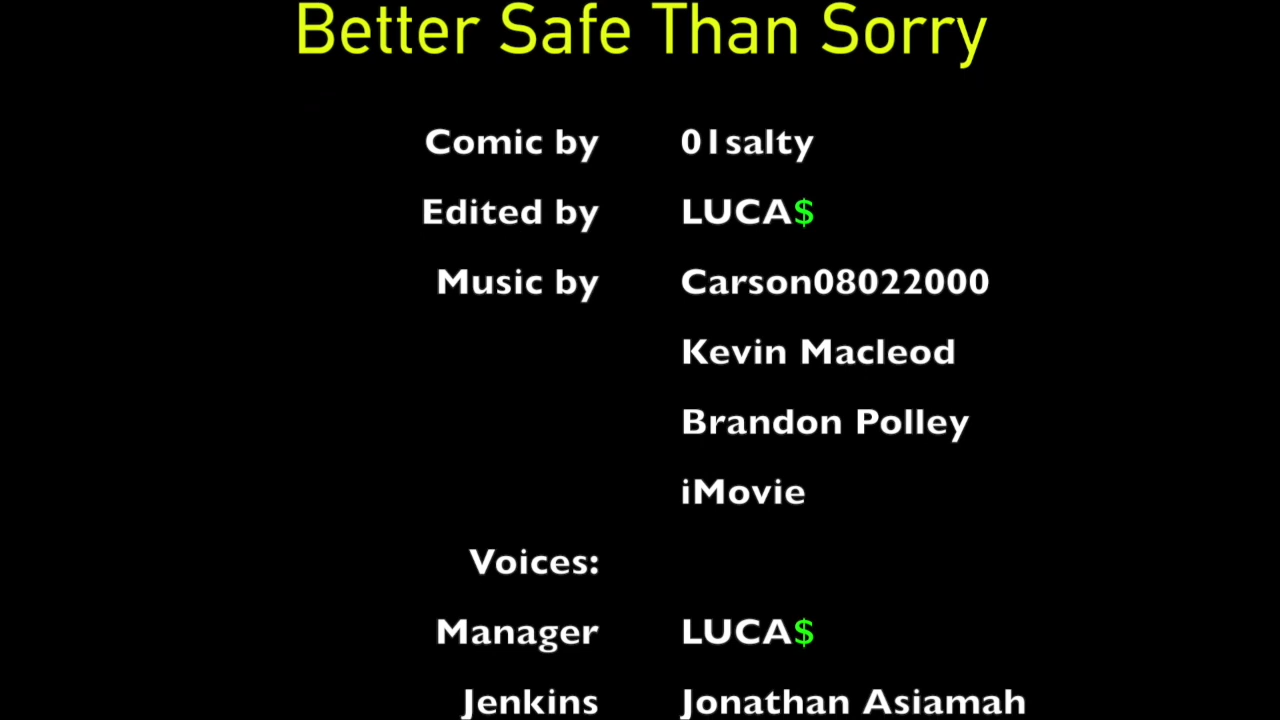 Better Safe Than Sorry
Comic by 01salty
Edited by LUCA$
Music by Carson08022000
Kevin Macleod
Brandon Polley
iMovie
Voices:
Manager LUCA$
Jenkins Jonathan Asiamah